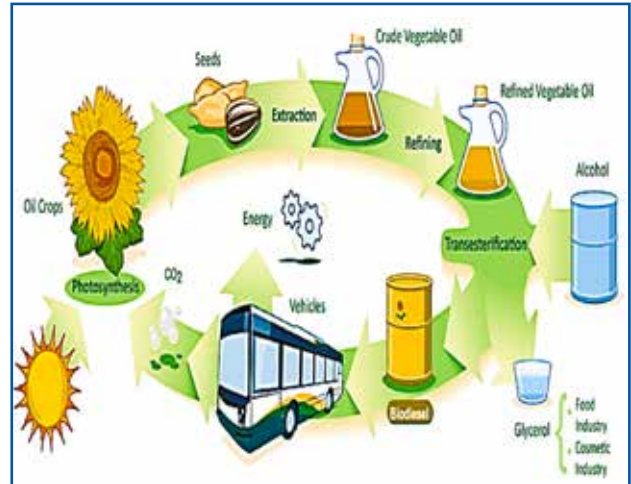 Crude Vegetable Oil
Seeds
Refined Vegetable Oil
Extraction
Refining
Alcohol
Oil Crops
Energy
Transesterification
CO2
Photosynthesis
Vehicles
B
Biodiesel
Glycerol
. Food
Industry
. Cosmetic
Industry